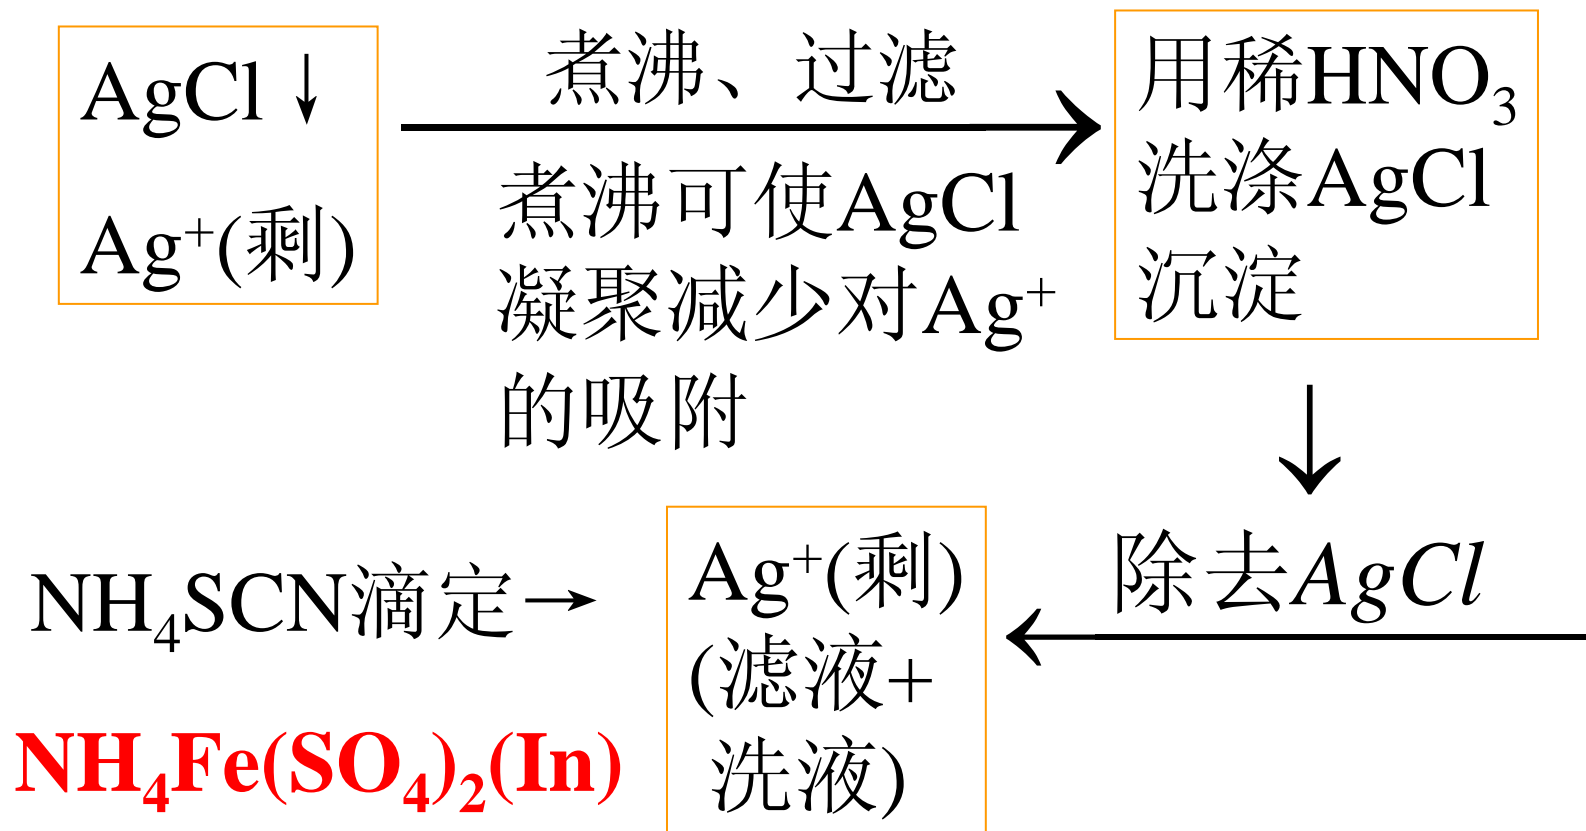 AgCl↓
Ag⁺(剩)
煮沸、过滤
煮沸可使AgCl
凝聚减少对Ag⁺
的吸附
用稀HNO₃
洗涤AgCl
沉淀
除去AgCl
Ag⁺(剩)
(滤液+
洗液)
NH₄SCN滴定→
NH₄Fe(SO₄)₂(In)